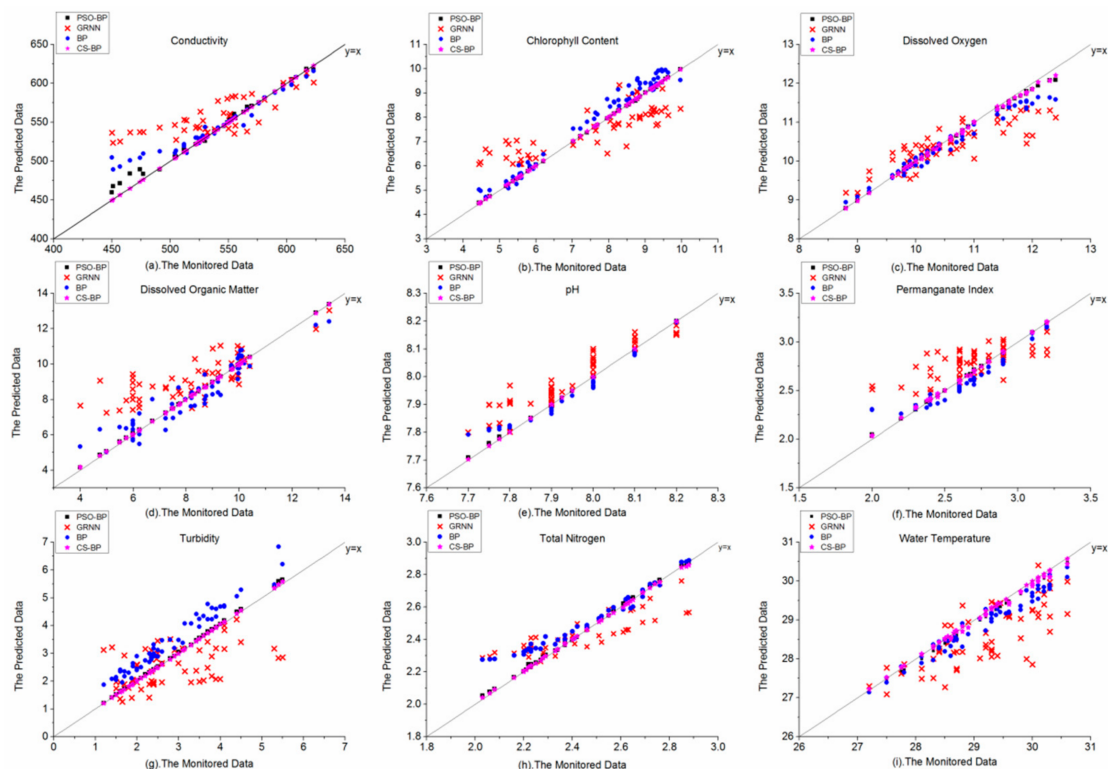 PSO-BP
GRNN
BP
CS-BP
Conductivity
y=x
The Predicted Data
650
600
550
500
450
400
400 450 500 550 600 650
(a).The Monitored Data
PSO-BP
GRNN
BP
CS-BP
Chlorophyll Content
y=x
The Predicted Data
11
10
9
8
7
6
5
4
3
3 4 5 6 7 8 9 10 11
(b).The Monitored Data
PSO-BP
GRNN
BP
CS-BP
Dissolved Oxygen
y=x
The Predicted Data
13
12
11
10
9
8
8 9 10 11 12 13
(c).The Monitored Data
PSO-BP
GRNN
BP
CS-BP
Dissolved Organic Matter
y=x
The Predicted Data
14
12
10
8
6
4
4 6 8 10 12 14
(d).The Monitored Data
PSO-BP
GRNN
BP
CS-BP
pH
y=x
The Predicted Data
8.3
8.2
8.1
8.0
7.9
7.8
7.7
7.6
7.6 7.7 7.8 7.9 8.0 8.1 8.2 8.3
(e).The Monitored Data
PSO-BP
GRNN
BP
CS-BP
Permanganate Index
y=x
The Predicted Data
3.5
3.0
2.5
2.0
1.5
1.5 2.0 2.5 3.0 3.5
(f).The Monitored Data
PSO-BP
GRNN
BP
CS-BP
Turbidity
y=x
The Predicted Data
7
6
5
4
3
2
1
0
0 1 2 3 4 5 6 7
(g).The Monitored Data
PSO-BP
GRNN
BP
CS-BP
Total Nitrogen
y=x
The Predicted Data
3.0
2.8
2.6
2.4
2.2
2.0
1.8
1.8 2.0 2.2 2.4 2.6 2.8 3.0
(h).The Monitored Data
PSO-BP
GRNN
BP
CS-BP
Water Temperature
y=x
The Predicted Data
31
30
29
28
27
26
26 27 28 29 30 31
(i).The Monitored Data